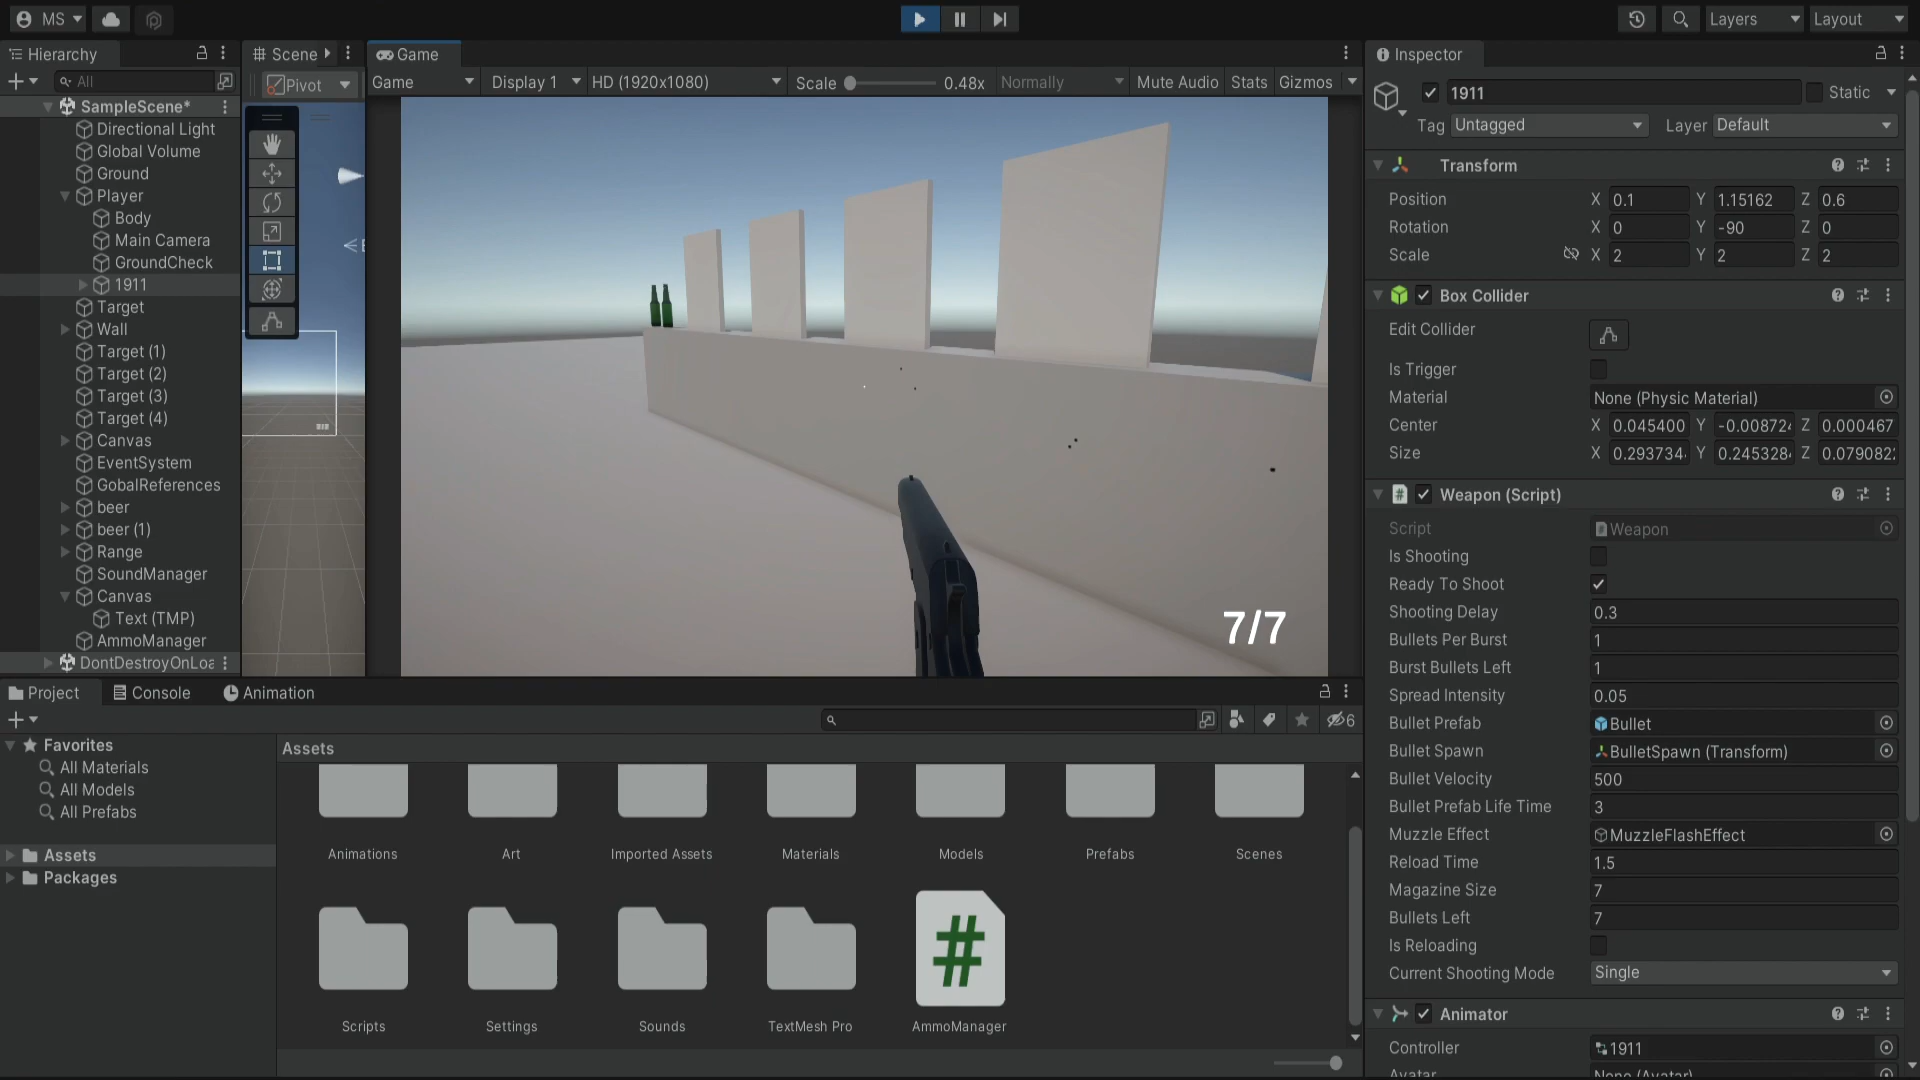 MS
Layers
Layout
Hierarchy
Scene
Game
Inspector
All
Pivot
Game
Display 1
HD (1920x1080)
Scale
0.48x
Normally
Mute Audio
Stats
Gizmos
1911
Static
Tag
Untagged
Layer
Default
SampleScene*
Directional Light
Global Volume
Ground
Player
Body
Main Camera
GroundCheck
1911
Target
Wall
Target (1)
Target (2)
Target (3)
Target (4)
Canvas
EventSystem
GobalReferences
beer
beer (1)
Range
SoundManager
Canvas
Text (TMP)
AmmoManager
DontDestroyOnLoa
7/7
Transform
Position X 0.1 Y 1.15162 Z 0.6
Rotation X 0 Y -90 Z 0
Scale X 2 Y 2 Z 2
Box Collider
Edit Collider
Is Trigger
Material None (Physic Material)
Center X 0.045400 Y -0.008724 Z 0.000467
Size X 0.293734 Y 0.245328 Z 0.079082
# Weapon (Script)
Script Weapon
Is Shooting
Ready To Shoot
Shooting Delay 0.3
Bullets Per Burst 1
Burst Bullets Left 1
Spread Intensity 0.05
Bullet Prefab Bullet
Bullet Spawn BulletSpawn (Transform)
Bullet Velocity 500
Bullet Prefab Life Time 3
Muzzle Effect MuzzleFlashEffect
Reload Time 1.5
Magazine Size 7
Bullets Left 7
Is Reloading
Current Shooting Mode Single
Animator
Controller 1911
Avatar None (Avatar)
Project
Console
Animation
6
Favorites
All Materials
All Models
All Prefabs
Assets
Packages
Assets
Animations
Art
Imported Assets
Materials
Models
Prefabs
Scenes
#
Scripts
Settings
Sounds
TextMesh Pro
AmmoManager